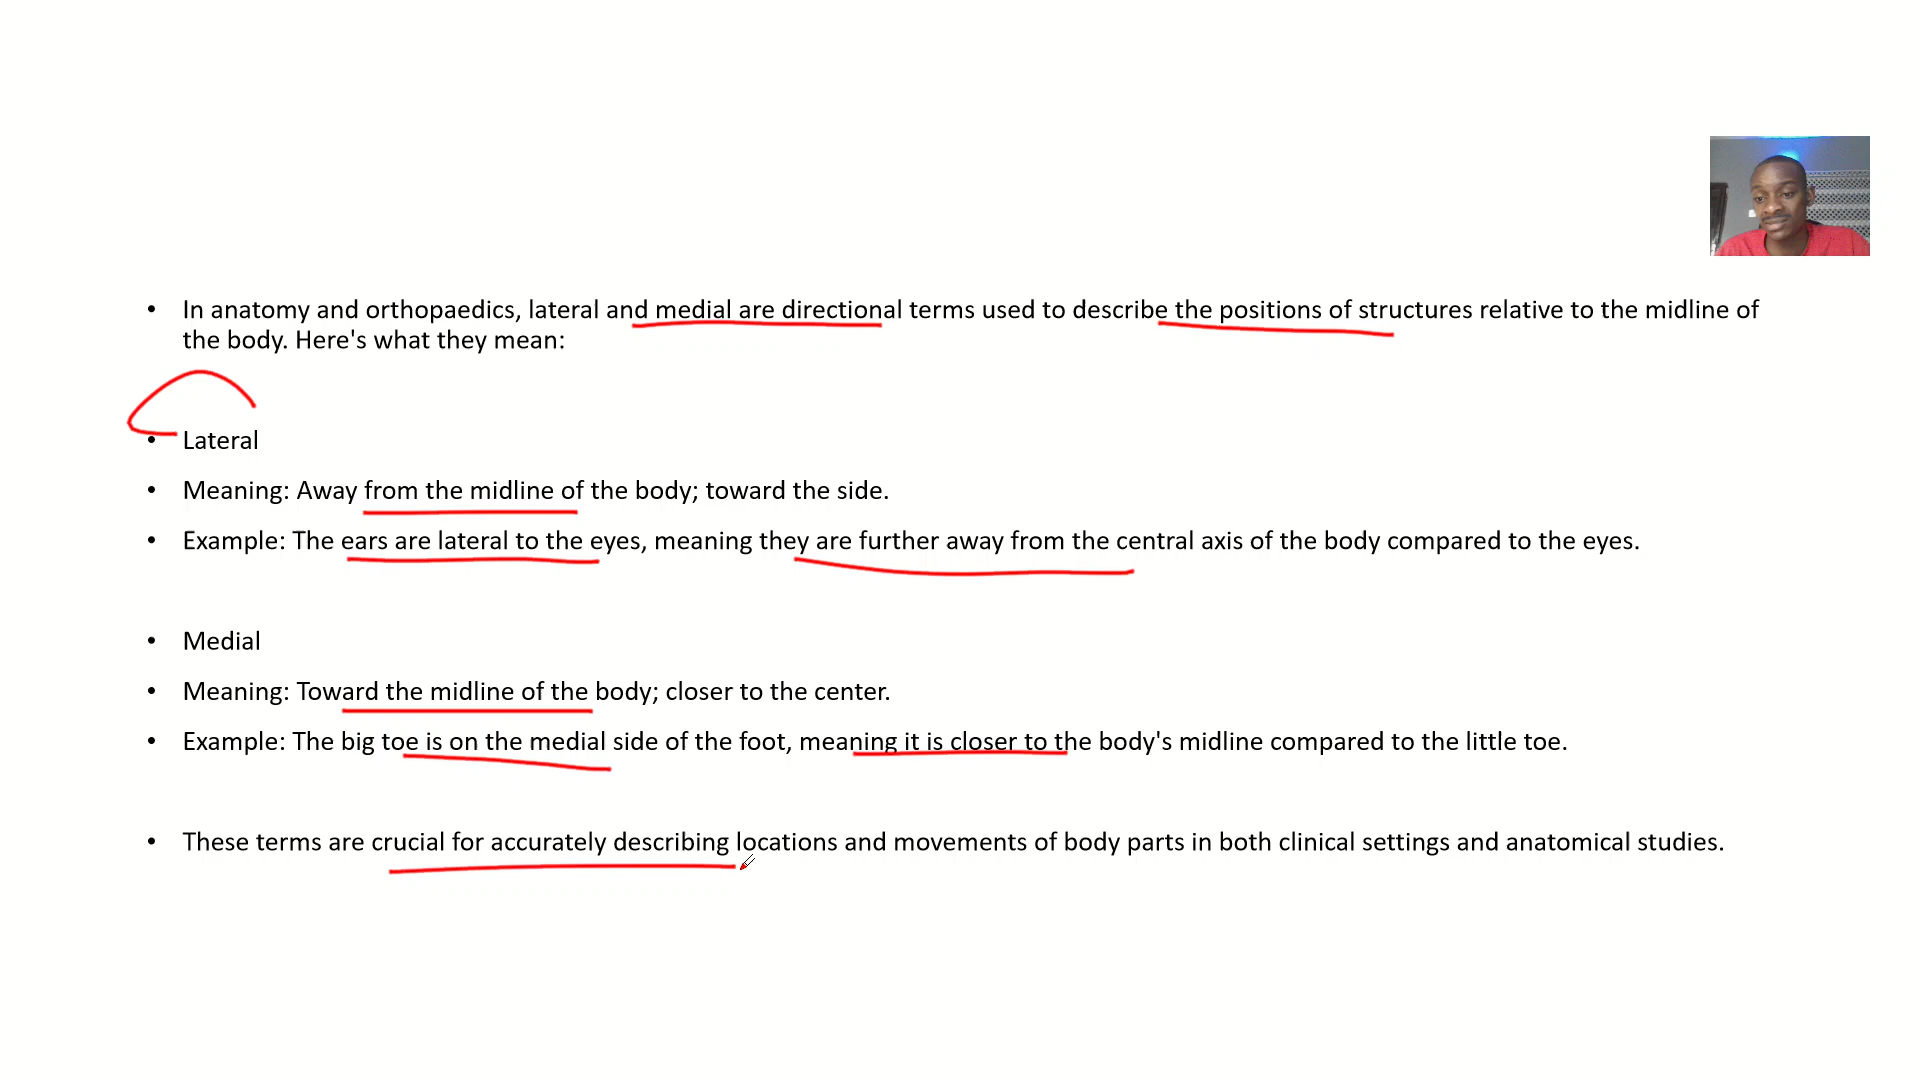 • In anatomy and orthopaedics, lateral and medial are directional terms used to describe the positions of structures relative to the midline of
the body. Here's what they mean:
• Lateral
• Meaning: Away from the midline of the body; toward the side.
• Example: The ears are lateral to the eyes, meaning they are further away from the central axis of the body compared to the eyes.
• Medial
• Meaning: Toward the midline of the body; closer to the center.
• Example: The big toe is on the medial side of the foot, meaning it is closer to the body's midline compared to the little toe.
• These terms are crucial for accurately describing locations and movements of body parts in both clinical settings and anatomical studies.